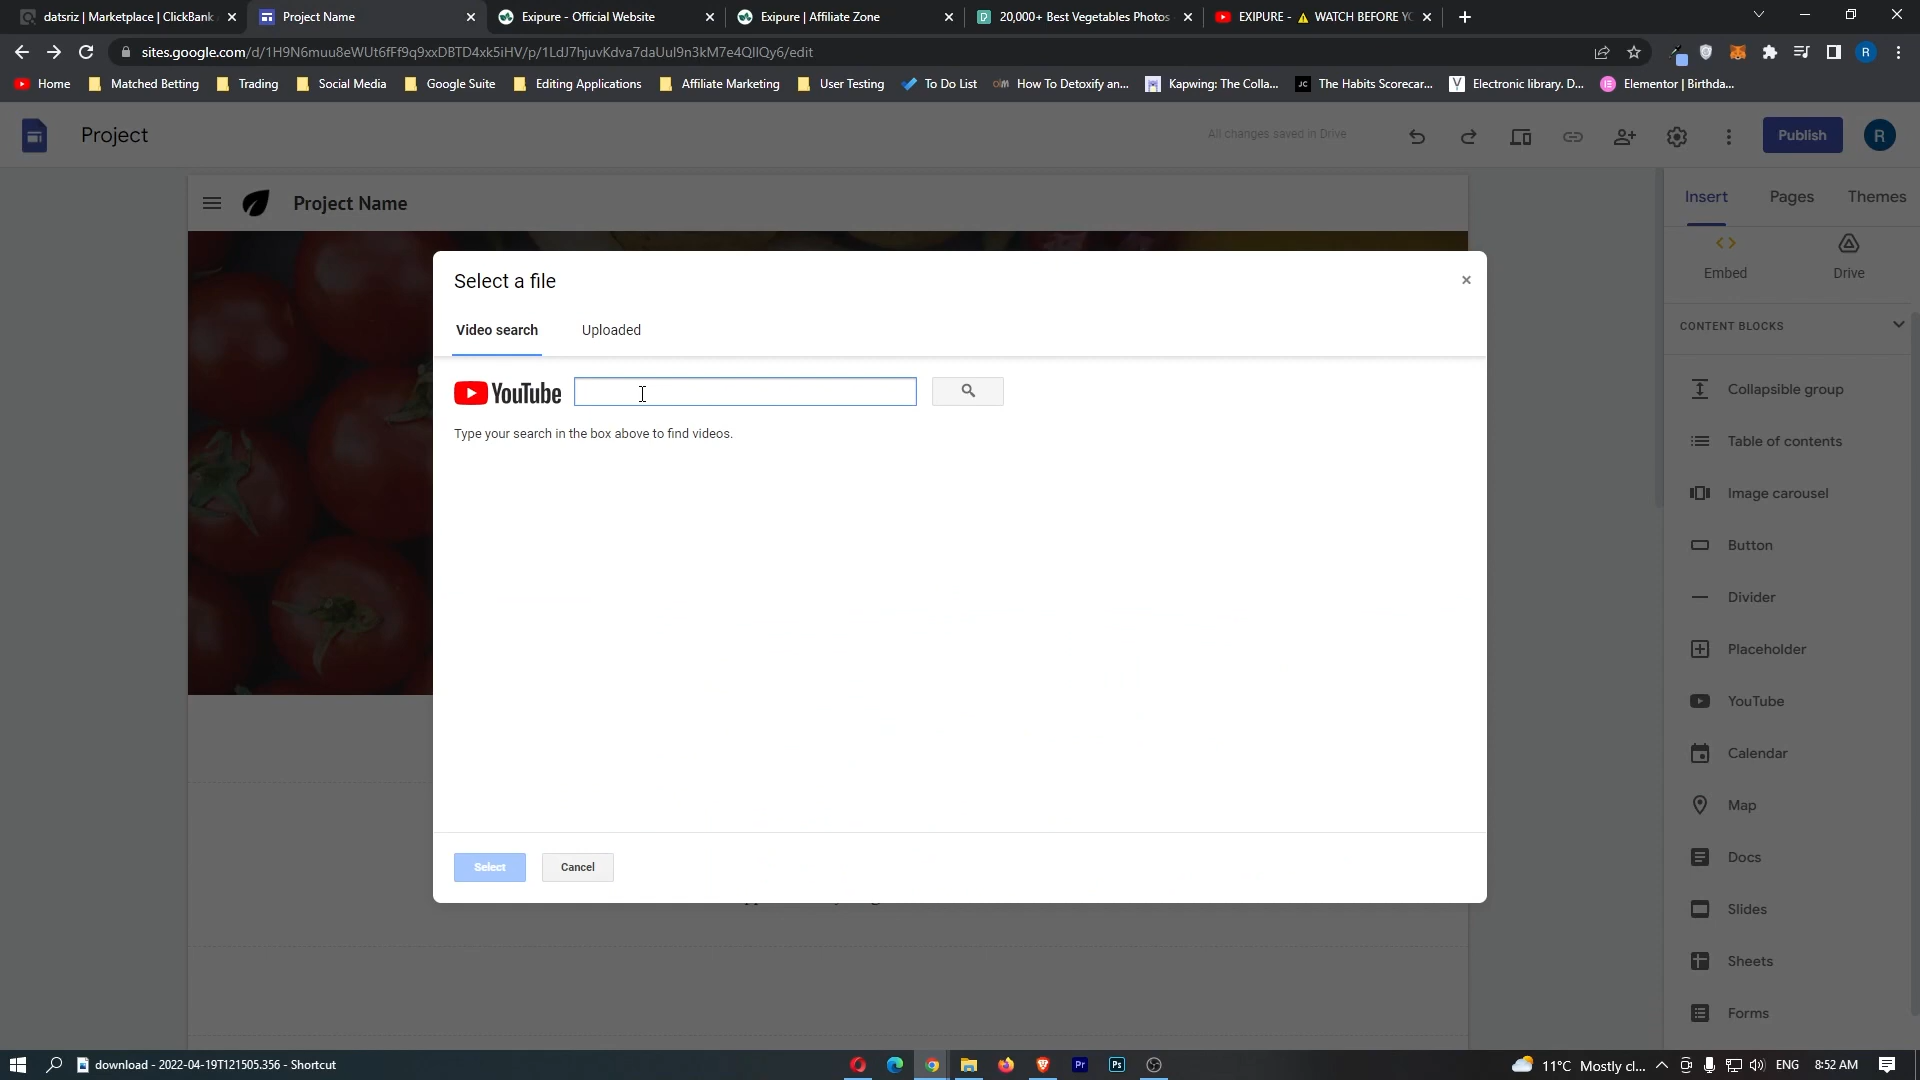 datsriz | Marketplace | ClickBank
Project Name
Exipure - Official Website
Exipure | Affiliate Zone
20,000+ Best Vegetables Photos
EXIPURE - ⚠ WATCH BEFORE YO
sites.google.com/d/1H9N6muu8eWUt6fFf9q9xxDBTD4xk5iHV/p/1LdJ7hjuvKdva7daUul9n3kM7e4QlIQy6/edit
Home
Matched Betting
Trading
Social Media
Google Suite
Editing Applications
Affiliate Marketing
User Testing
To Do List
How To Detoxify an...
Kapwing: The Colla...
JC
The Habits Scorecar...
Electronic library. D...
Elementor | Birthda...
Project
All changes saved in Drive
Publish
R
Project Name
Insert
Pages
Themes
Embed
Drive
CONTENT BLOCKS
Collapsible group
Table of contents
Image carousel
Button
Divider
Placeholder
YouTube
Calendar
Map
Docs
Slides
Sheets
Forms
Select a file
Video search
Uploaded
YouTube
Type your search in the box above to find videos.
Select
Cancel
download - 2022-04-19T121505.356 - Shortcut
Pr
Ps
11°C Mostly cl...
ENG
8:52 AM